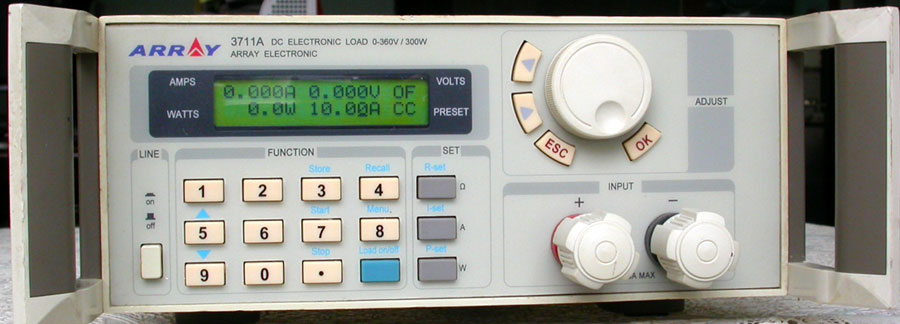 ARRAY 3711A DC ELECTRONIC LOAD 0-360V / 300W
ARRAY ELECTRONIC
AMPS
VOLTS
0.000A 0.000V OF
WATTS
PRESET
0.0W 10.00A CC
LINE
on
off
FUNCTION
Store Recall
1 2 3 4
Start Menu
5 6 7 8
Stop Load on/off
9 0 •
SET
R-set
Ω
I-set
A
P-set
W
ADJUST
ESC
OK
INPUT
+ −
A MAX